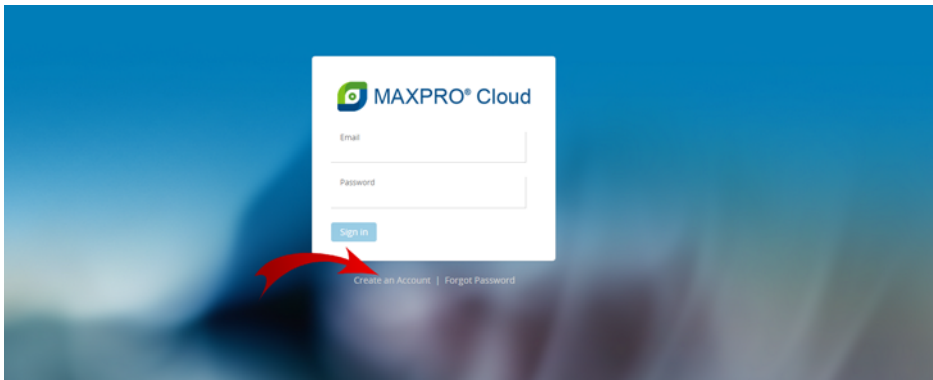 MAXPRO® Cloud
Email
Password
Sign in
Create an Account | Forgot Password